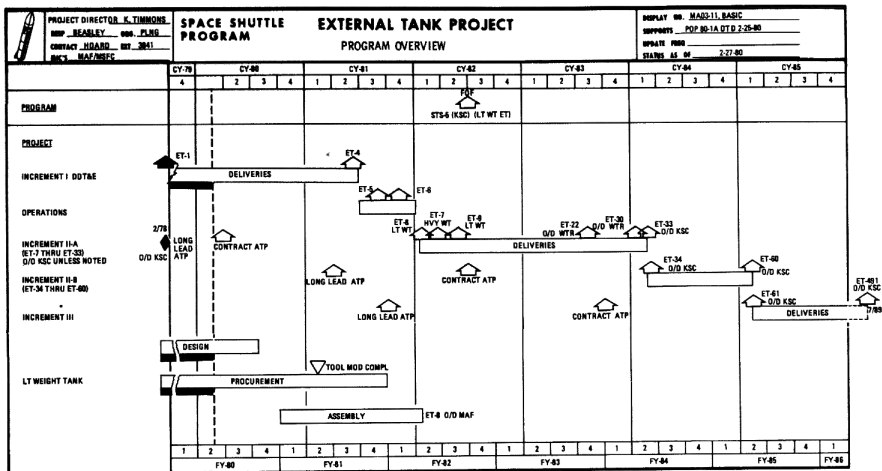 PROJECT DIRECTOR K. TIMMONS
BEASLEY ORG. PLNG
CONTACT HOARD EXT 3041
MAF/MSFC
SPACE SHUTTLE
PROGRAM
EXTERNAL TANK PROJECT
PROGRAM OVERVIEW
DISPLAY NO. MA03-11, BASIC
SUPPORTS POP 80-1A DTD 2-25-80
UPDATE FREQ
STATUS AS OF 2-27-80
CY-79 CY-80 CY-81 CY-82 CY-83 CY-84 CY-85
4 2 3 4 1 2 3 4 1 2 3 4 1 2 3 4 1 2 3 4 1 2 3 4
PROGRAM
FOF
STS-6 (KSC) (LT WT ET)
PROJECT
ET-1
ET-4
INCREMENT I DDT&E
DELIVERIES
ET-5
ET-6
OPERATIONS
ET-8
LT WT
ET-7
HVY WT
ET-9
LT WT
ET-22
O/D WTR
ET-30
O/D WTR
ET-33
O/D KSC
2/78
LONG
LEAD
ATP
CONTRACT ATP
INCREMENT II-A
(ET-7 THRU ET-33)
O/D KSC UNLESS NOTED
O/D KSC
DELIVERIES
INCREMENT II-B
(ET-34 THRU ET-60)
LONG LEAD ATP
CONTRACT ATP
ET-34
O/D KSC
ET-60
O/D KSC
INCREMENT III
LONG LEAD ATP
CONTRACT ATP
ET-61
O/D KSC
DELIVERIES
ET-491
O/D KSC
7/89
DESIGN
TOOL MOD COMPL
LT WEIGHT TANK
PROCUREMENT
ASSEMBLY
ET-8 O/D MAF
1 2 3 4 1 2 3 4 1 2 3 4 1 2 3 4 1 2 3 4 1 2 3 4 1
FY-80 FY-81 FY-82 FY-83 FY-84 FY-85 FY-86